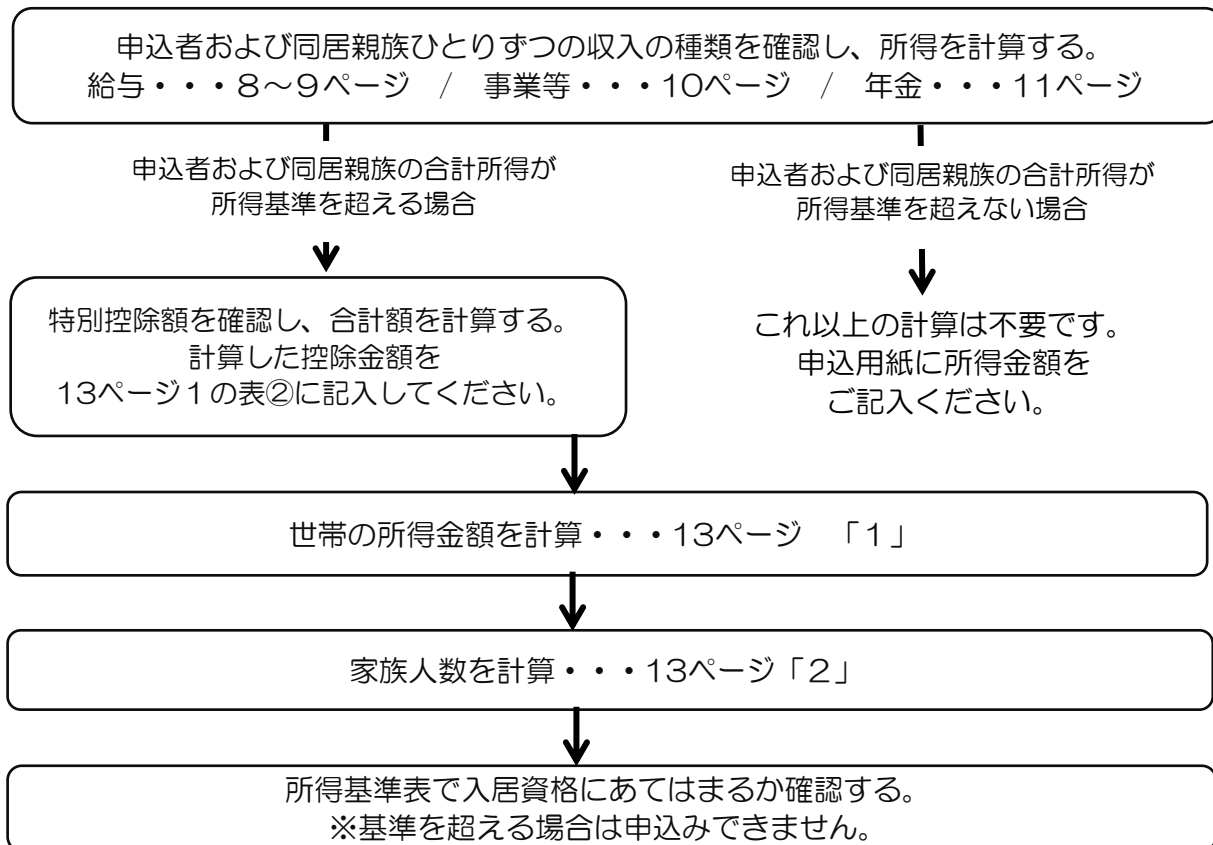 申込者および同居親族ひとりずつの収入の種類を確認し、所得を計算する。
給与・・・８～９ページ　/　事業等・・・10ページ　/　年金・・・11ページ
申込者および同居親族の合計所得が
所得基準を超える場合
申込者および同居親族の合計所得が
所得基準を超えない場合
特別控除額を確認し、合計額を計算する。
計算した控除金額を
13ページ１の表②に記入してください。
これ以上の計算は不要です。
申込用紙に所得金額を
ご記入ください。
世帯の所得金額を計算・・・13ページ　「１」
家族人数を計算・・・13ページ「２」
所得基準表で入居資格にあてはまるか確認する。
※基準を超える場合は申込みできません。